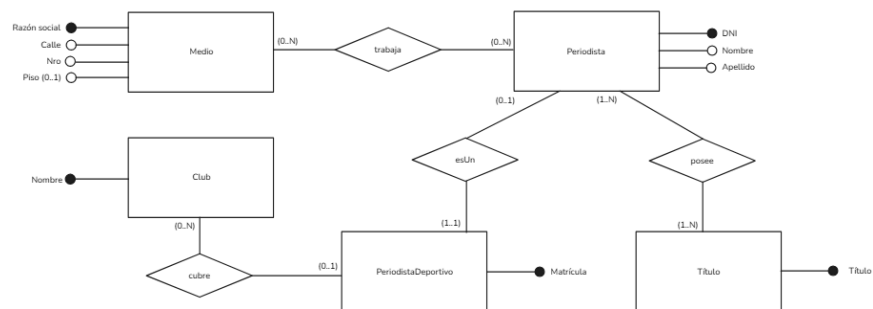 Razón social
Calle
Nro
Piso (0..1)
Medio
(0..N)
trabaja
(0..N)
Periodista
DNI
Nombre
Apellido
(0..1)
(1..N)
Nombre
Club
esUn
posee
(0..N)
(1..1)
(1..N)
cubre
(0..1)
PeriodistaDeportivo
Matrícula
Título
Título